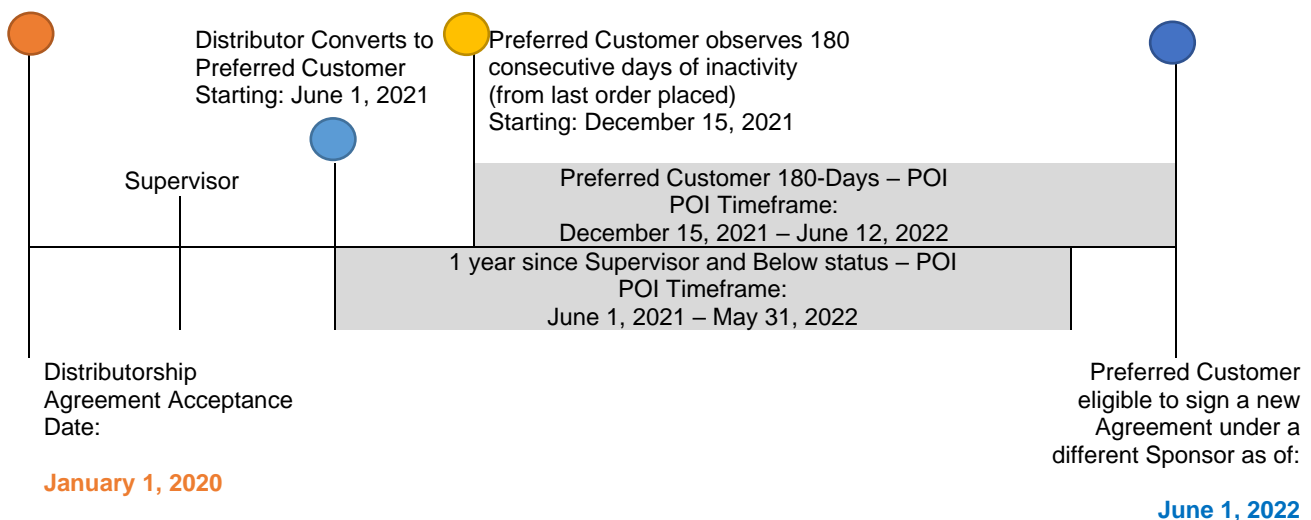 Distributor Converts to
Preferred Customer
Starting: June 1, 2021
Preferred Customer observes 180
consecutive days of inactivity
(from last order placed)
Starting: December 15, 2021
Supervisor
Preferred Customer 180-Days – POI
POI Timeframe:
December 15, 2021 – June 12, 2022
1 year since Supervisor and Below status – POI
POI Timeframe:
June 1, 2021 – May 31, 2022
Distributorship
Agreement Acceptance
Date:
January 1, 2020
Preferred Customer
eligible to sign a new
Agreement under a
different Sponsor as of:
June 1, 2022